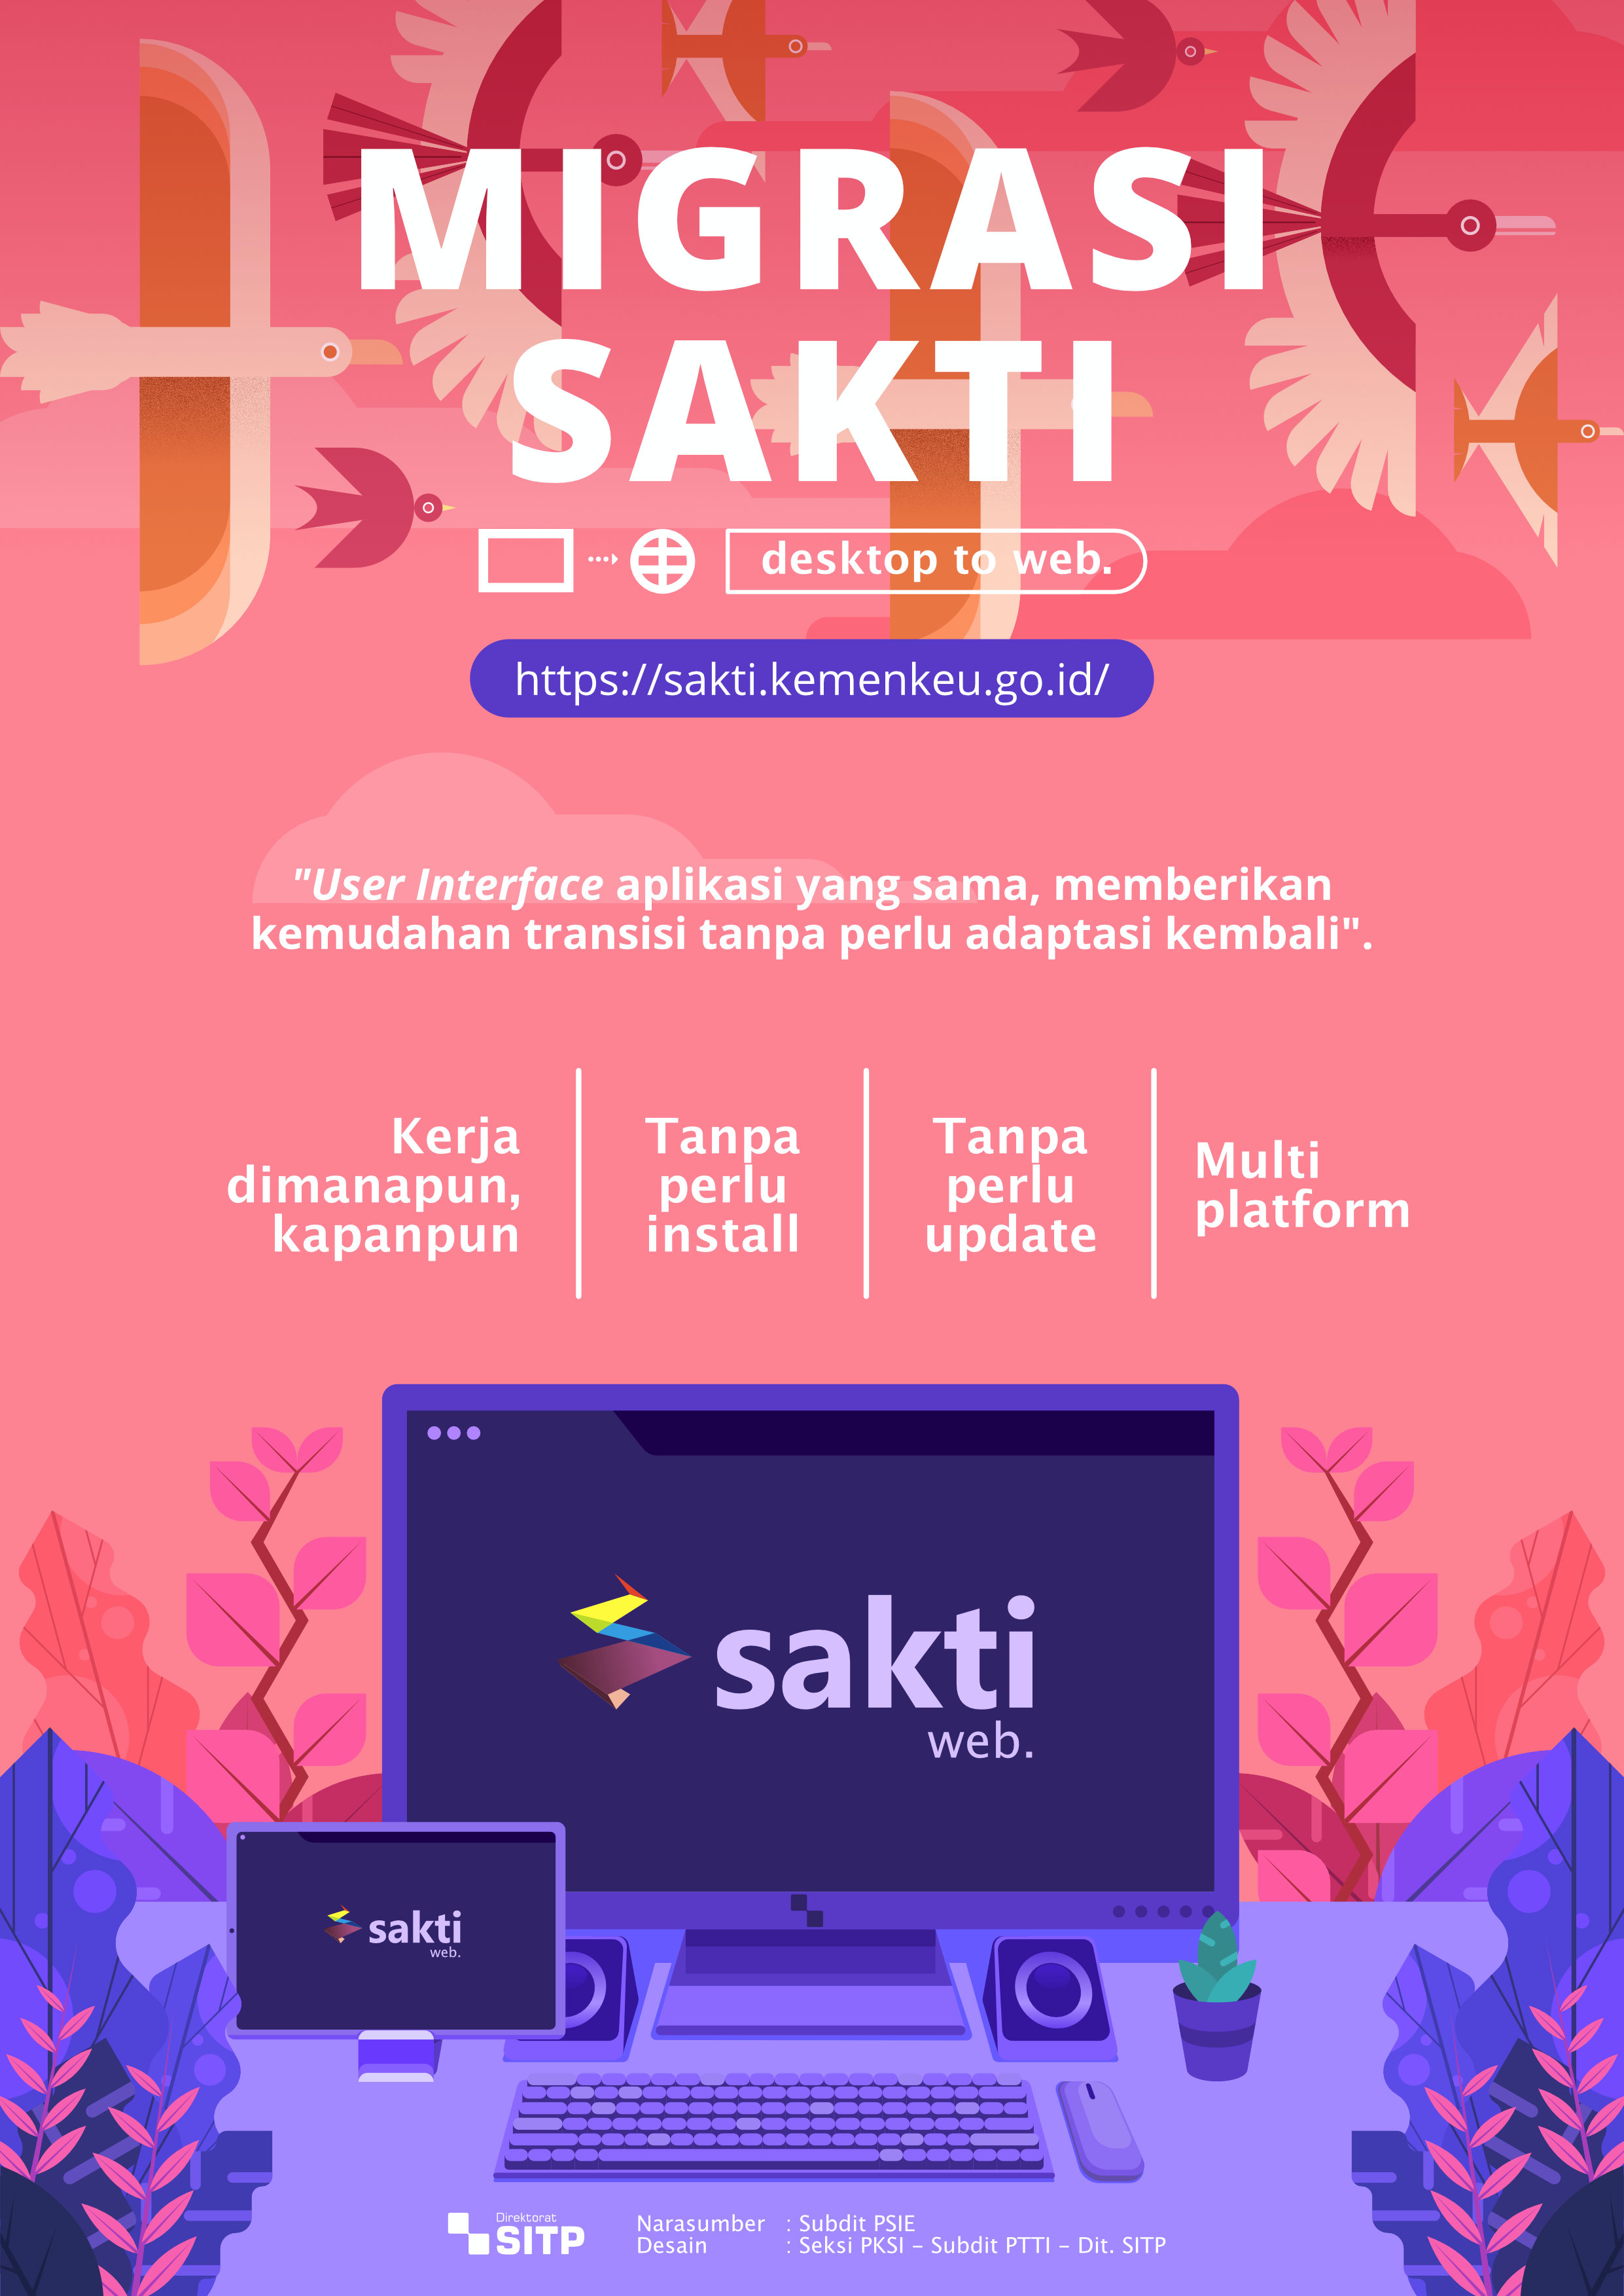 MIGRASI
SAKTI
desktop to web.
https://sakti.kemenkeu.go.id/
"User Interface aplikasi yang sama, memberikan
kemudahan transisi tanpa perlu adaptasi kembali".
Kerja
dimanapun,
kapanpun
Tanpa
perlu
install
Tanpa
perlu
update
Multi
platform
sakti
web.
sakti
web.
Direktorat
SITP
Narasumber : Subdit PSIE
Desain : Seksi PKSI – Subdit PTTI – Dit. SITP